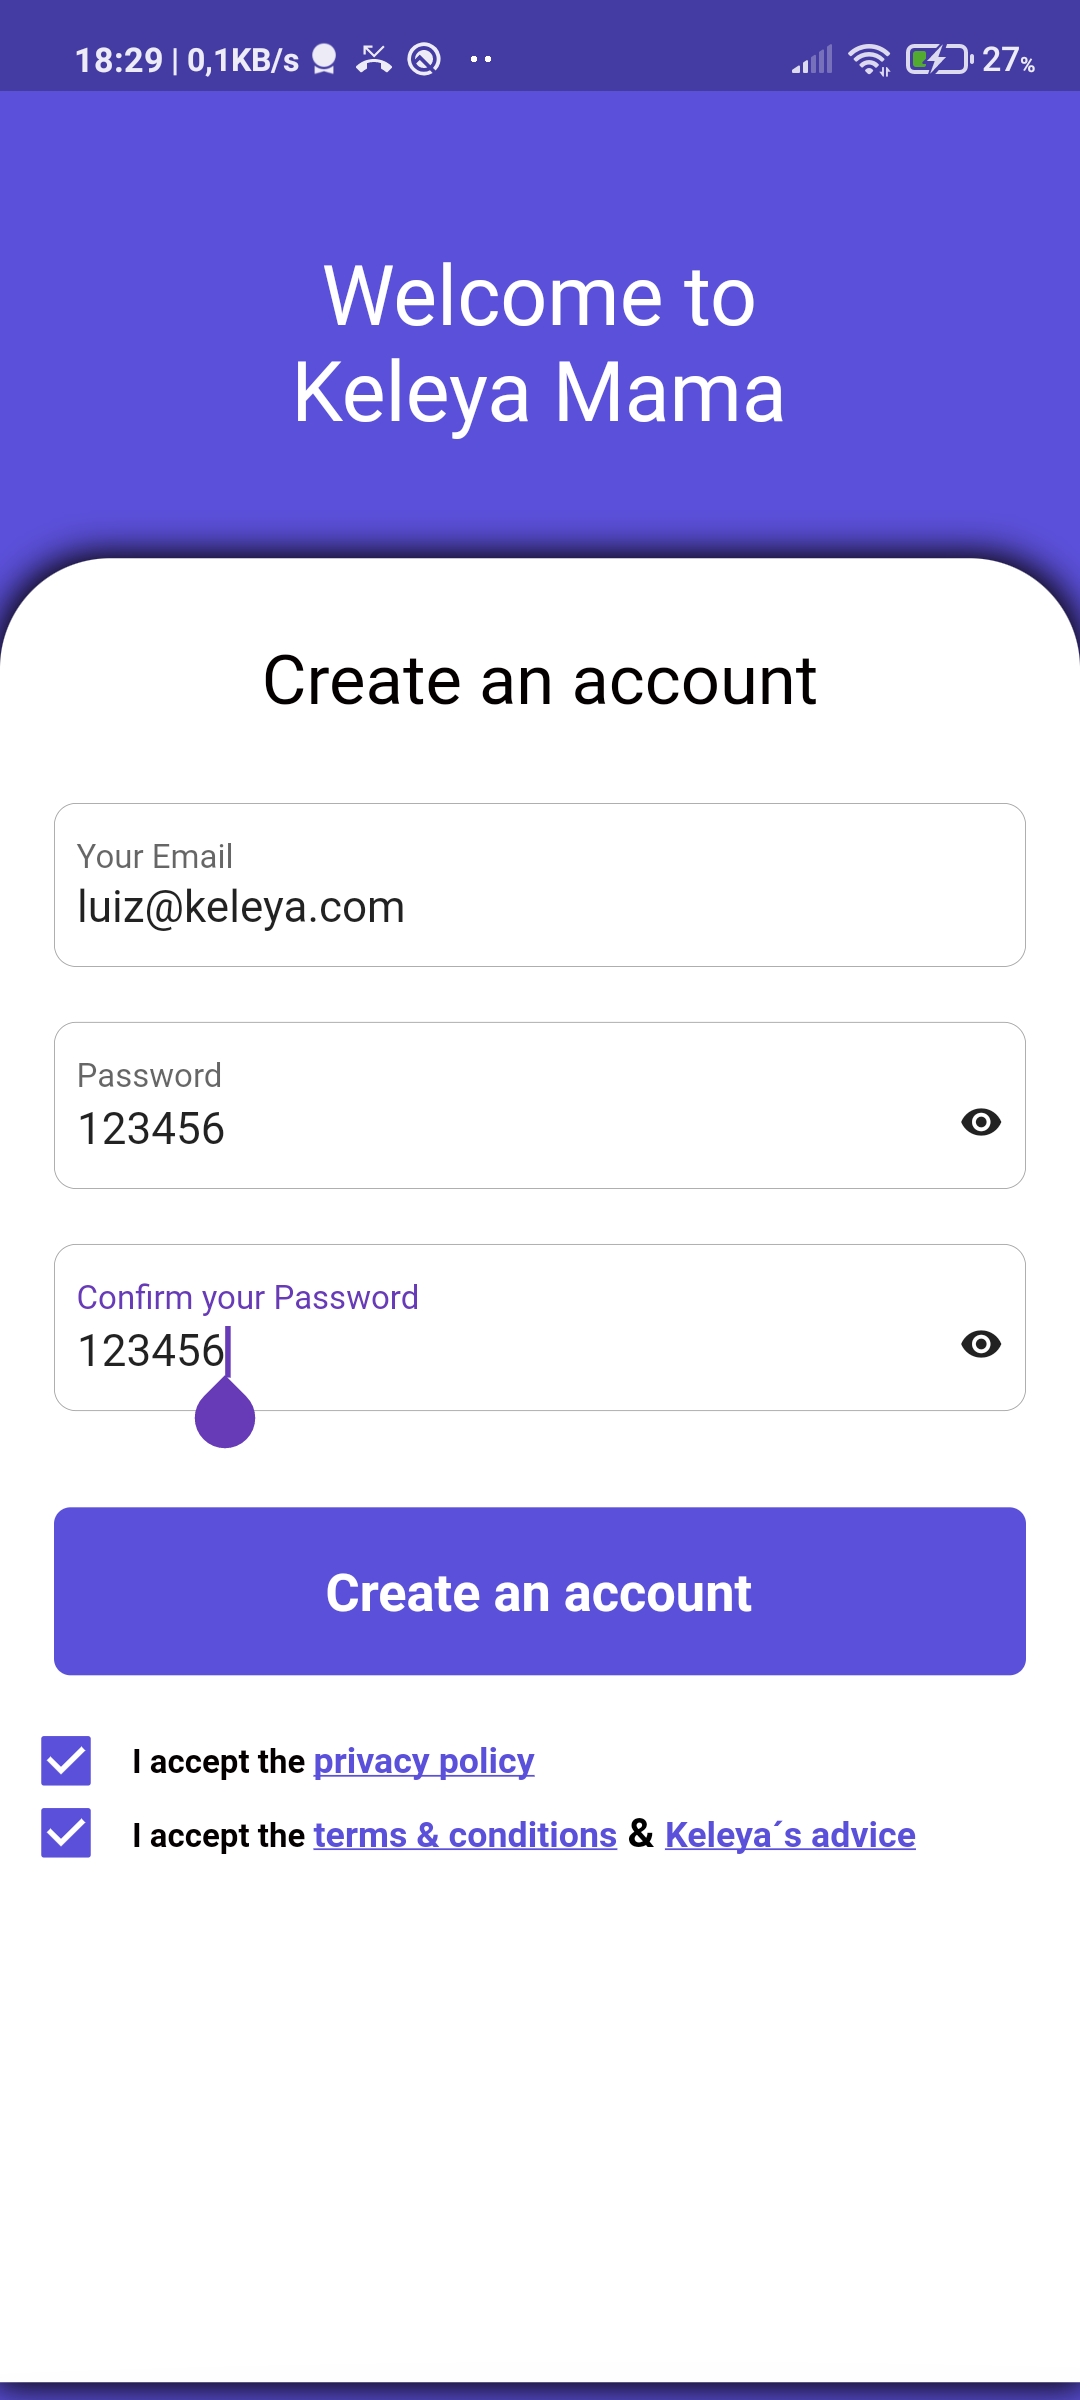 18:29 | 0,1KB/s 27%
Welcome to
Keleya Mama
Create an account
Your Email
luiz@keleya.com
Password
123456
Confirm your Password
123456
Create an account
I accept the privacy policy
I accept the terms & conditions & Keleya´s advice